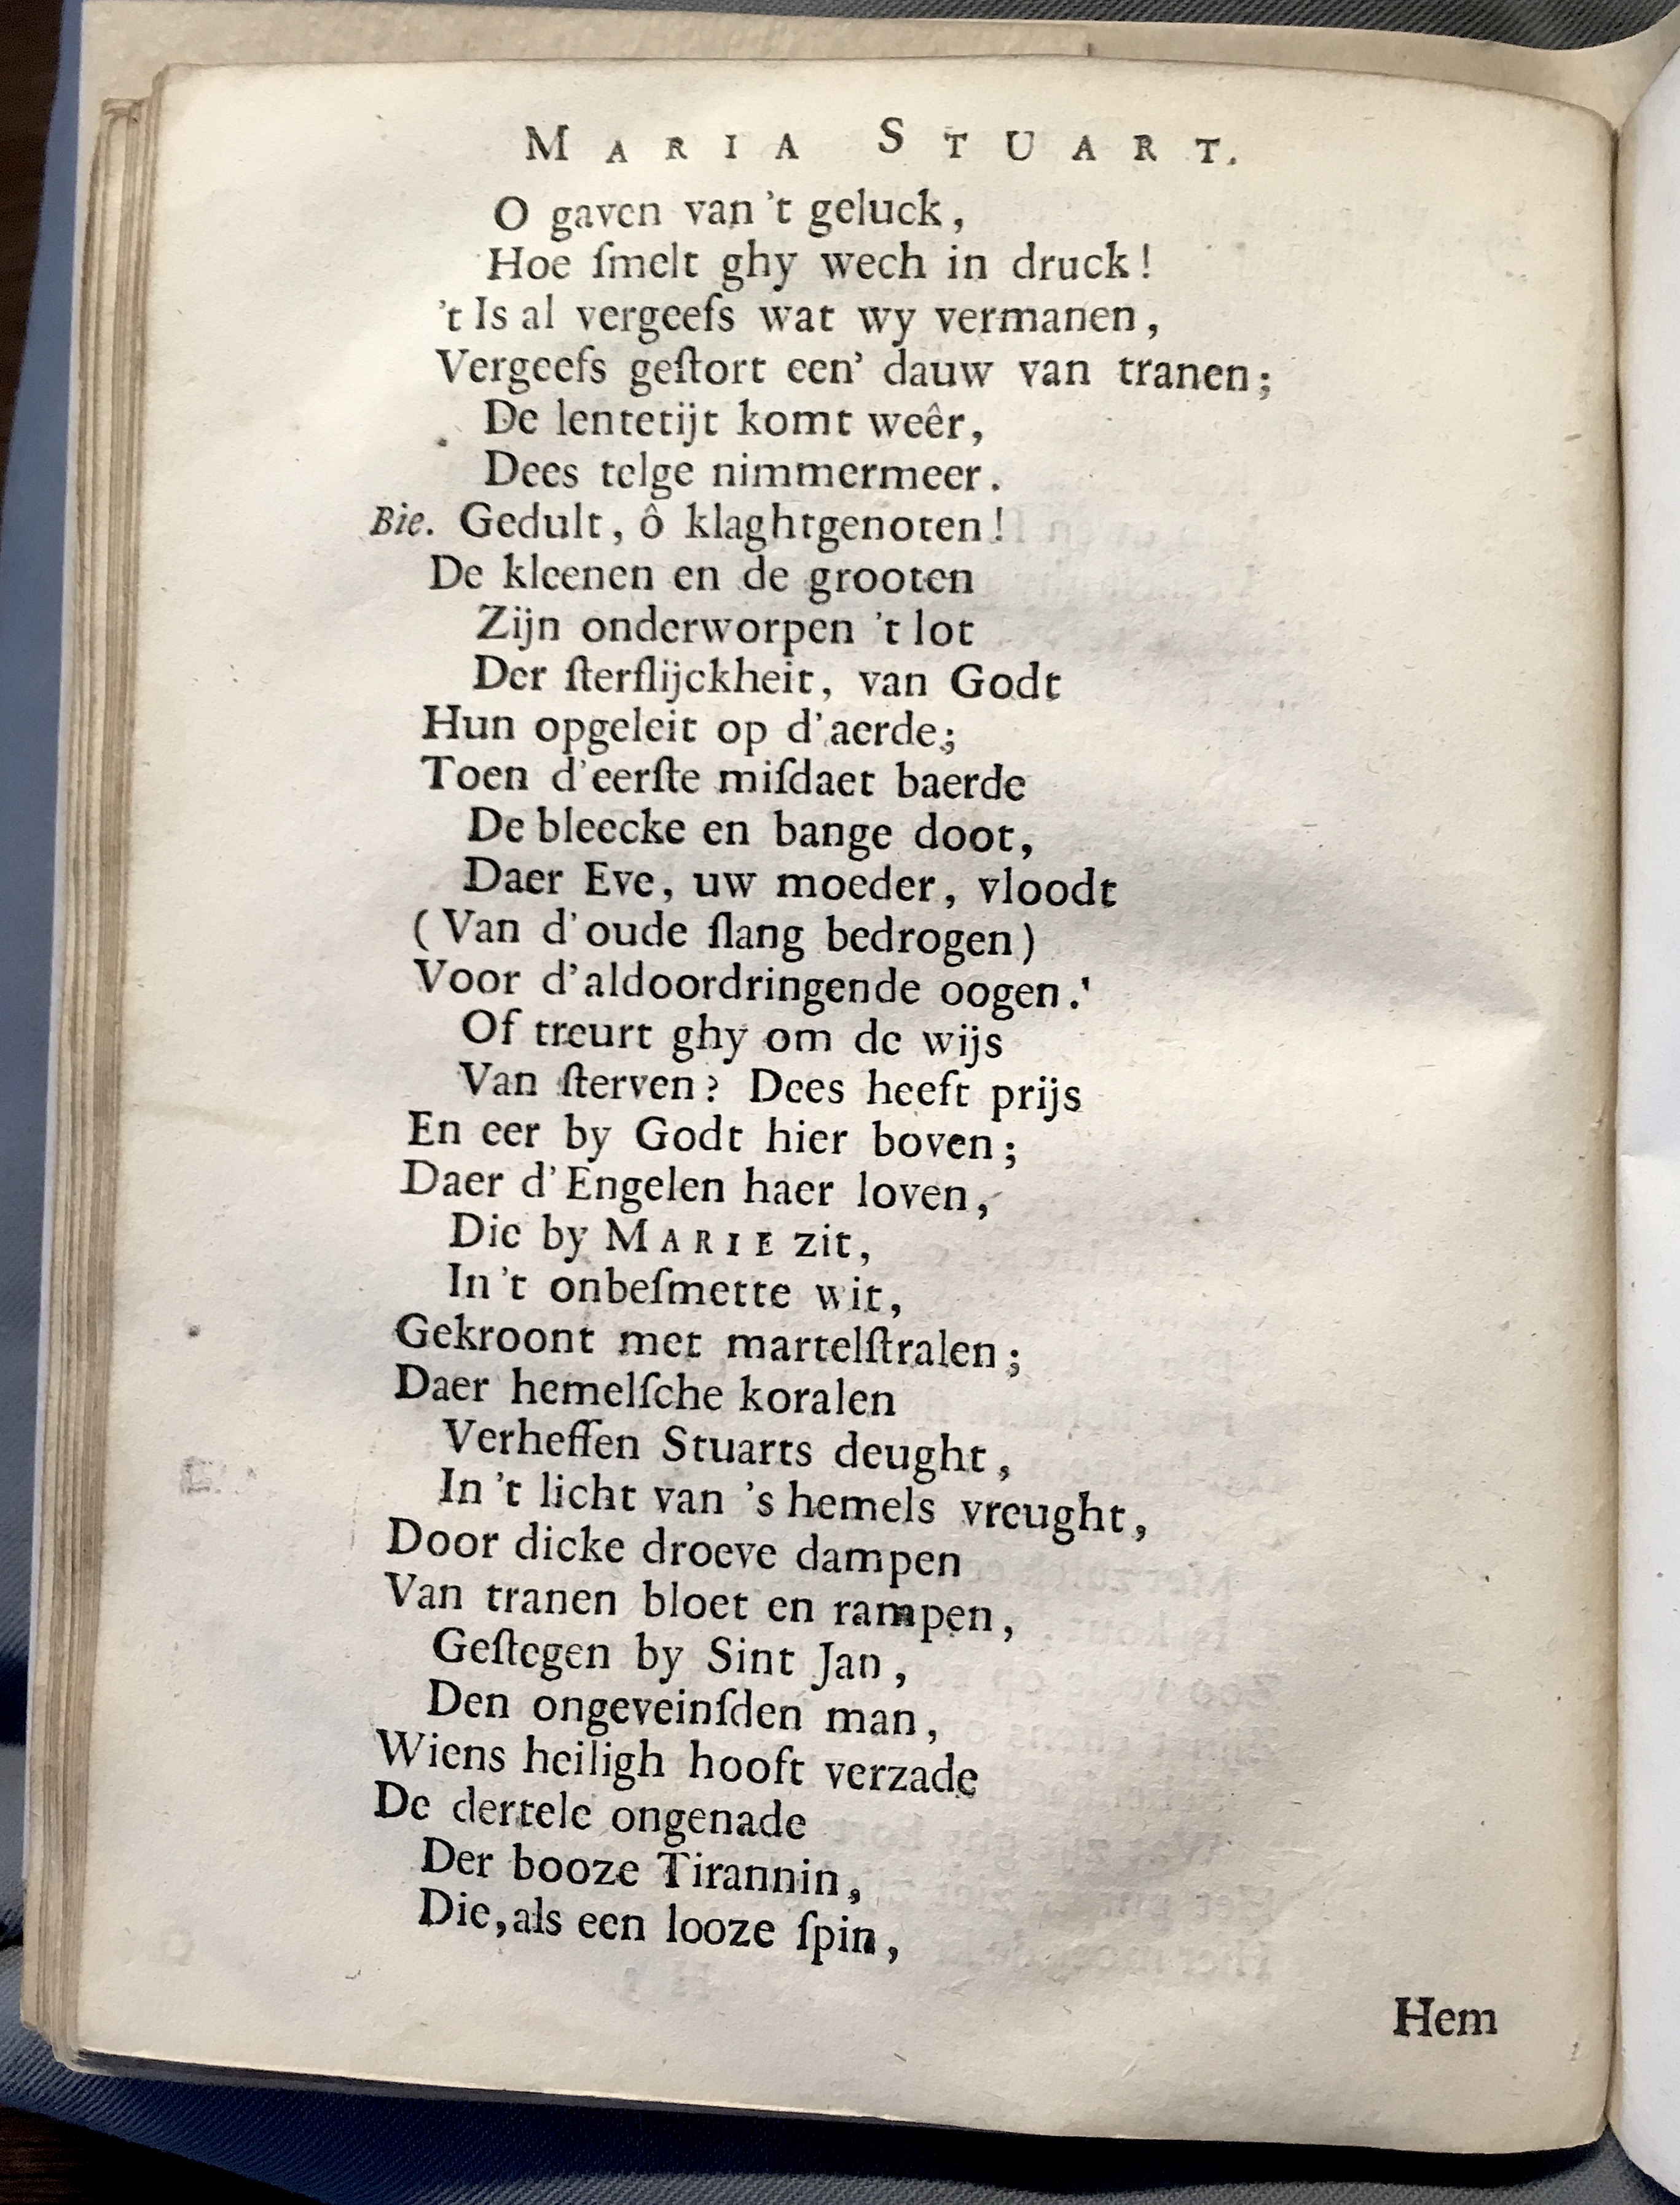 MARIA STUART.
O gaven van 't geluck,
Hoe ſmelt ghy wech in druck!
't Is al vergeefs wat wy vermanen,
Vergeefs geſtort een' dauw van tranen;
De lentetijt komt weêr,
Dees telge nimmermeer.
Bie. Gedult, ô klaghtgenoten!
De kleenen en de grooten
Zijn onderworpen 't lot
Der ſterflijckheit, van Godt
Hun opgeleit op d'aerde;
Toen d'eerſte miſdaet baerde
De bleecke en bange doot,
Daer Eve, uw moeder, vloodt
(Van d'oude ſlang bedrogen)
Voor d'aldoordringende oogen.'
Of treurt ghy om de wijs
Van ſterven? Dees heeft prijs
En eer by Godt hier boven;
Daer d'Engelen haer loven,
Die by MARIE zit,
In 't onbeſmette wit,
Gekroont met martelſtralen;
Daer hemelſche koralen
Verheffen Stuarts deught,
In 't licht van 's hemels vreught,
Door dicke droeve dampen
Van tranen bloet en rampen,
Geſtegen by Sint Jan,
Den ongeveinſden man,
Wiens heiligh hooft verzade
De dertele ongenade
Der booze Tirannin,
Die, als een looze ſpin,
Hem